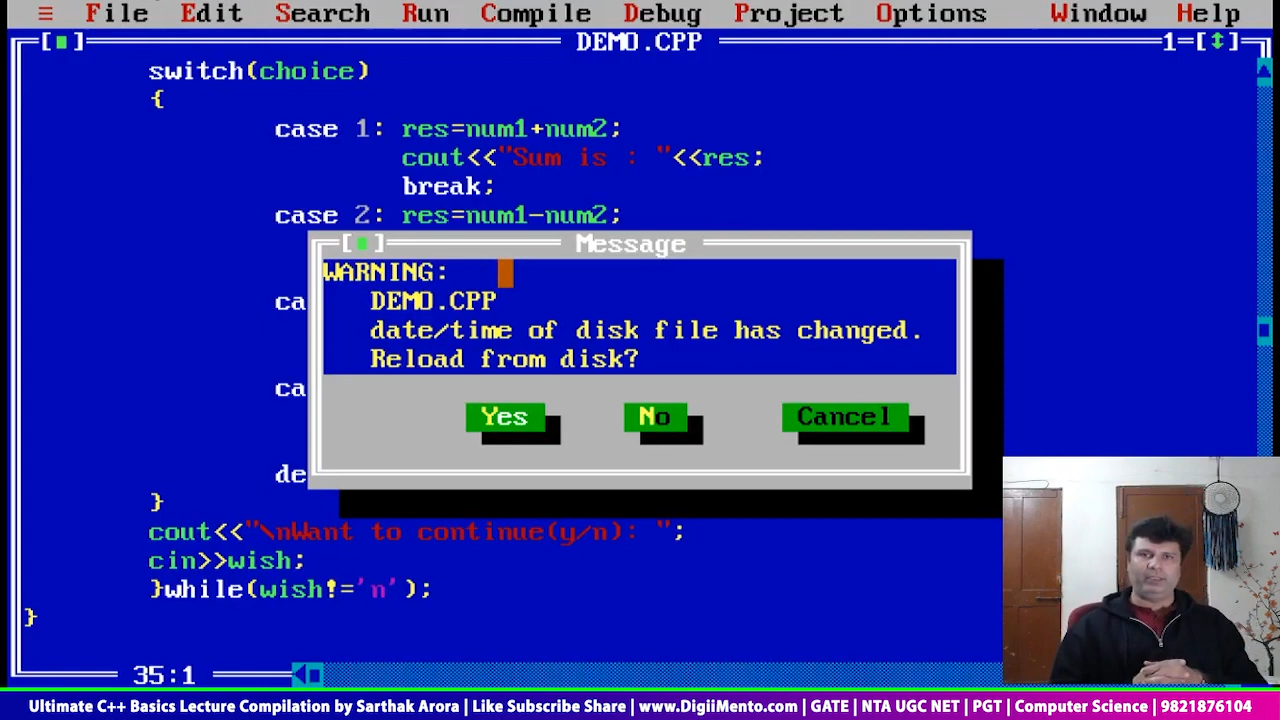 ≡ File Edit Search Run Compile Debug Project Options Window Help
DEMO.CPP 1=[↕]
switch(choice)
{
case 1: res=num1+num2;
cout<<"Sum is : "<<res;
break;
case 2: res=num1-num2;
Message
WARNING:
ca DEMO.CPP
date/time of disk file has changed.
Reload from disk?
ca
Yes No Cancel
de
}
cout<<"\nWant to continue(y/n): ";
cin>>wish;
}while(wish!='n');
}
35:1
Ultimate C++ Basics Lecture Compilation by Sarthak Arora | Like Subscribe Share | www.DigiiMento.com | GATE | NTA UGC NET | PGT | Computer Science | 9821876104